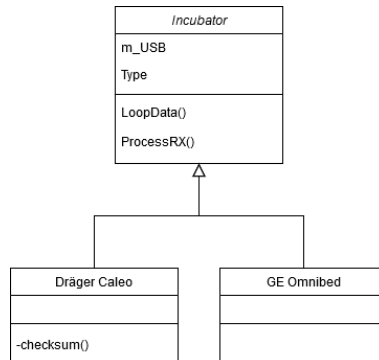 Incubator
m_USB
Type
LoopData()
ProcessRX()
Dräger Caleo
-checksum()
GE Omnibed